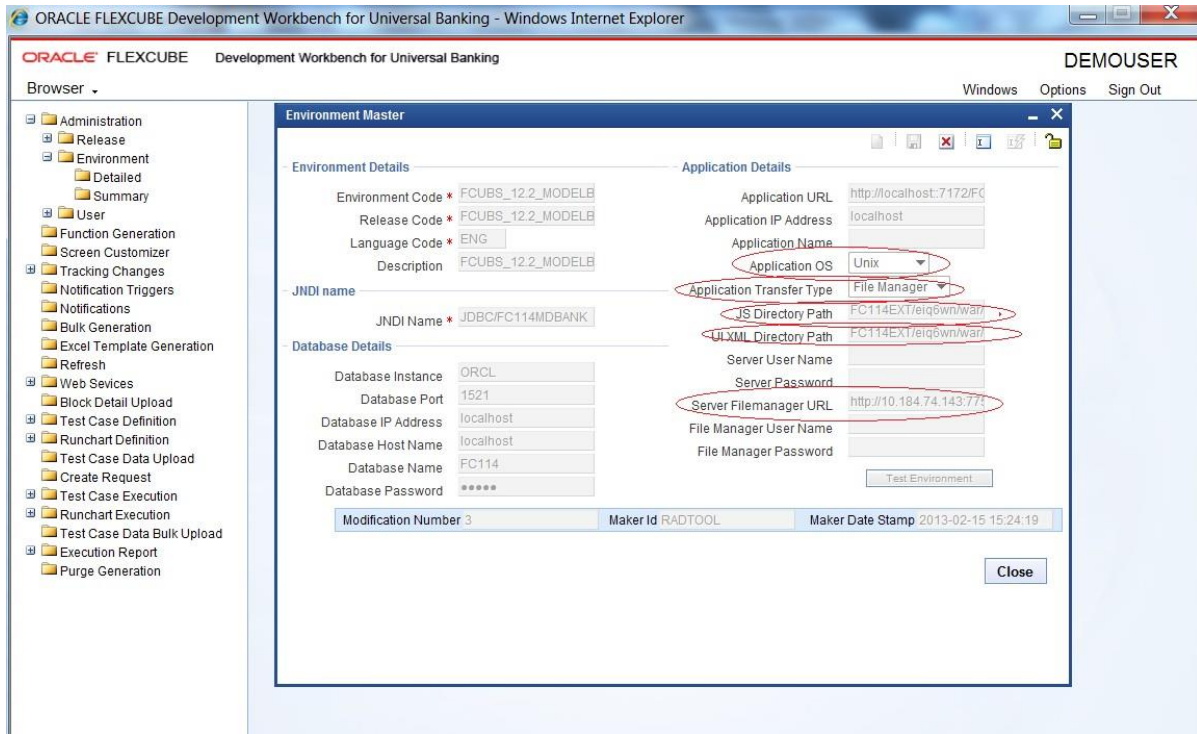 ORACLE FLEXCUBE Development Workbench for Universal Banking - Windows Internet Explorer
ORACLE FLEXCUBE Development Workbench for Universal Banking
DEMOUSER
Browser
Windows Options Sign Out
Administration
Release
Environment
Detailed
Summary
User
Function Generation
Screen Customizer
Tracking Changes
Notification Triggers
Notifications
Bulk Generation
Excel Template Generation
Refresh
Web Sevices
Block Detail Upload
Test Case Definition
Runchart Definition
Test Case Data Upload
Create Request
Test Case Execution
Runchart Execution
Test Case Data Bulk Upload
Execution Report
Purge Generation
Environment Master
Environment Details
Environment Code * FCUBS_12.2_MODELB
Release Code * FCUBS_12.2_MODELB
Language Code * ENG
Description FCUBS_12.2_MODELB
JNDI name
JNDI Name * JDBC/FC114MDBANK
Database Details
Database Instance ORCL
Database Port 1521
Database IP Address localhost
Database Host Name localhost
Database Name FC114
Database Password •••••
Application Details
Application URL http://localhost::7172/FC
Application IP Address localhost
Application Name
Application OS Unix
Application Transfer Type File Manager
JS Directory Path FC114EXT/eiq6wn/war/
UI XML Directory Path FC114EXT/eiq6wn/war/
Server User Name
Server Password
Server Filemanager URL http://10.184.74.143:775
File Manager User Name
File Manager Password
Test Environment
Modification Number 3 Maker Id RADTOOL Maker Date Stamp 2013-02-15 15:24:19
Close